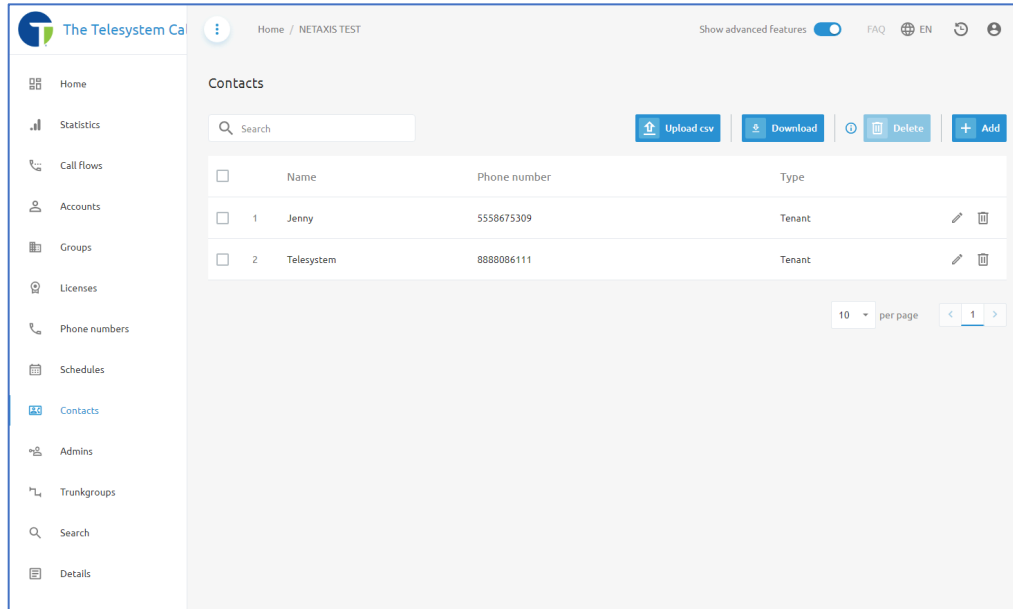 The Telesystem Cal
Home / NETAXIS TEST
Show advanced features
FAQ
EN
Home
Statistics
Call flows
Accounts
Groups
Licenses
Phone numbers
Schedules
Contacts
Admins
Trunkgroups
Search
Details
Contacts
Search
Upload csv
Download
Delete
Add
Name Phone number Type
1 Jenny 5558675309 Tenant
2 Telesystem 8888086111 Tenant
10 per page < 1 >